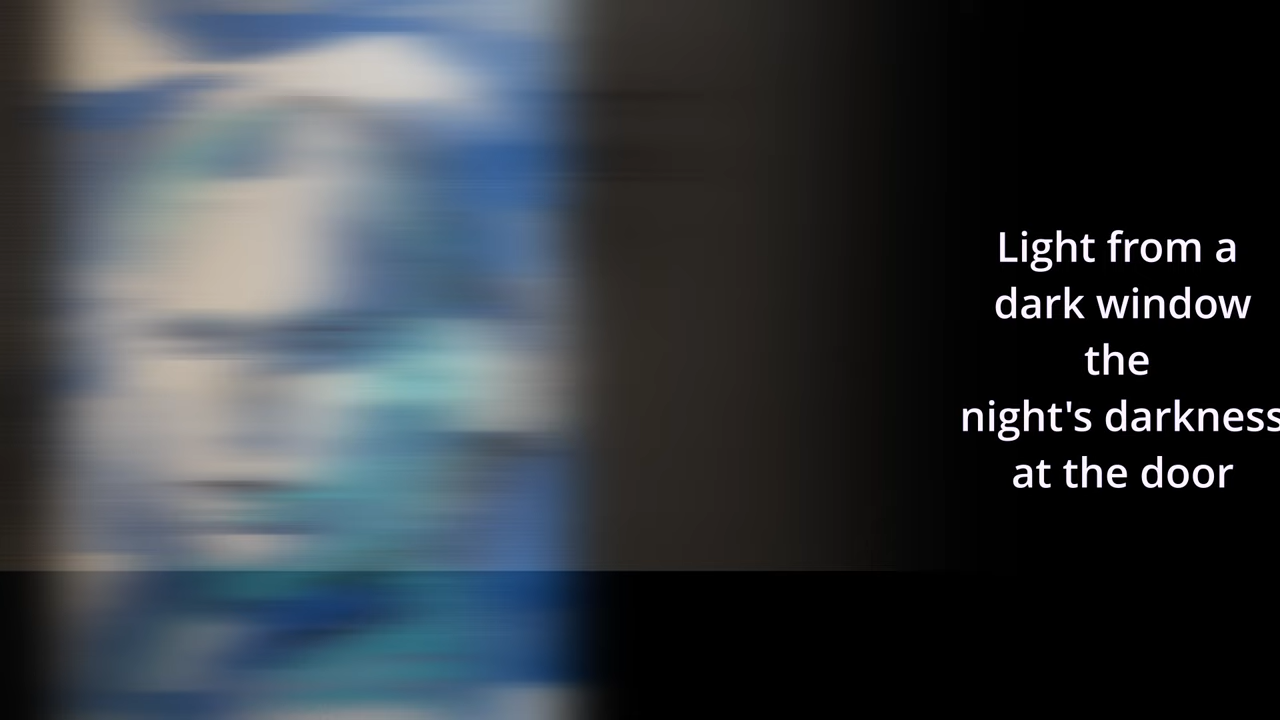 Light from a
dark window
the
night's darkness
at the door